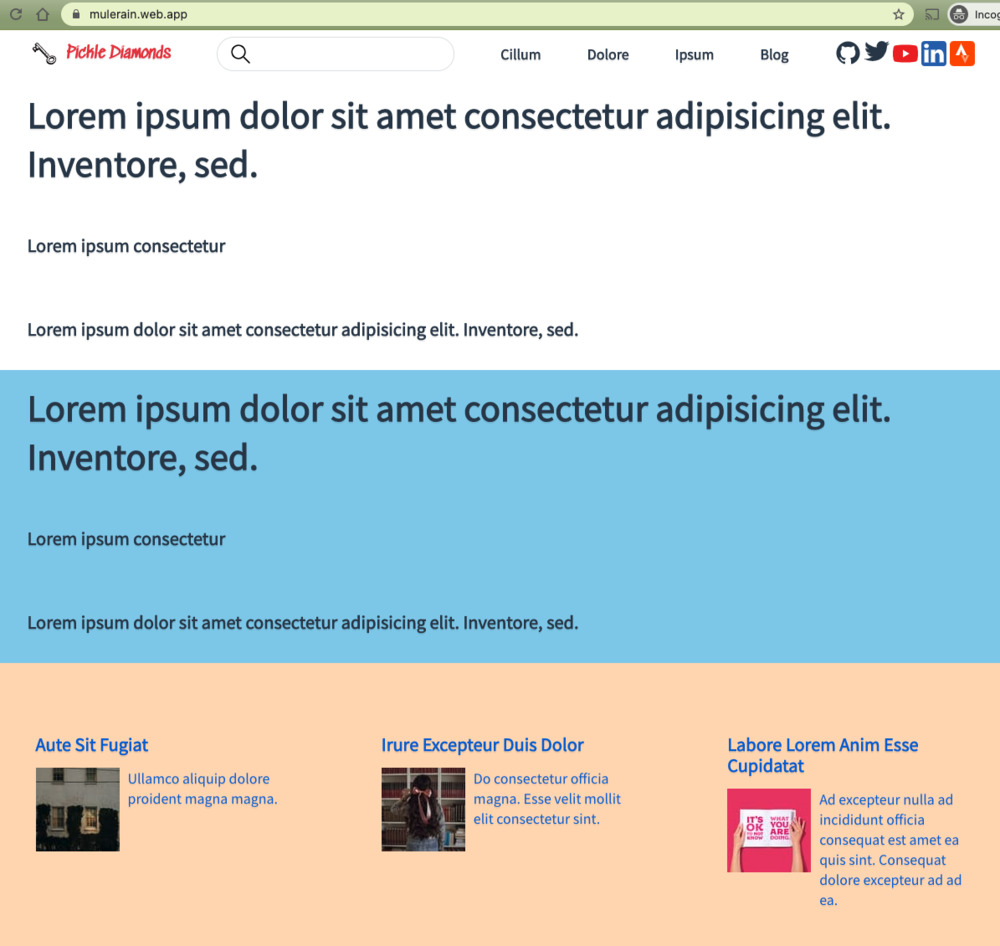 mulerain.web.app
Incog
Pickle Diamonds
Cillum
Dolore
Ipsum
Blog
in
Lorem ipsum dolor sit amet consectetur adipisicing elit.
Inventore, sed.
Lorem ipsum consectetur
Lorem ipsum dolor sit amet consectetur adipisicing elit. Inventore, sed.
Lorem ipsum dolor sit amet consectetur adipisicing elit.
Inventore, sed.
Lorem ipsum consectetur
Lorem ipsum dolor sit amet consectetur adipisicing elit. Inventore, sed.
Aute Sit Fugiat
Ullamco aliquip dolore
proident magna magna.
Irure Excepteur Duis Dolor
Do consectetur officia
magna. Esse velit mollit
elit consectetur sint.
Labore Lorem Anim Esse
Cupidatat
IT'S
OK
TO NOT
KNOW
WHAT
YOU ARE
DOING.
Ad excepteur nulla ad
incididunt officia
consequat est amet ea
quis sint. Consequat
dolore excepteur ad ad
ea.